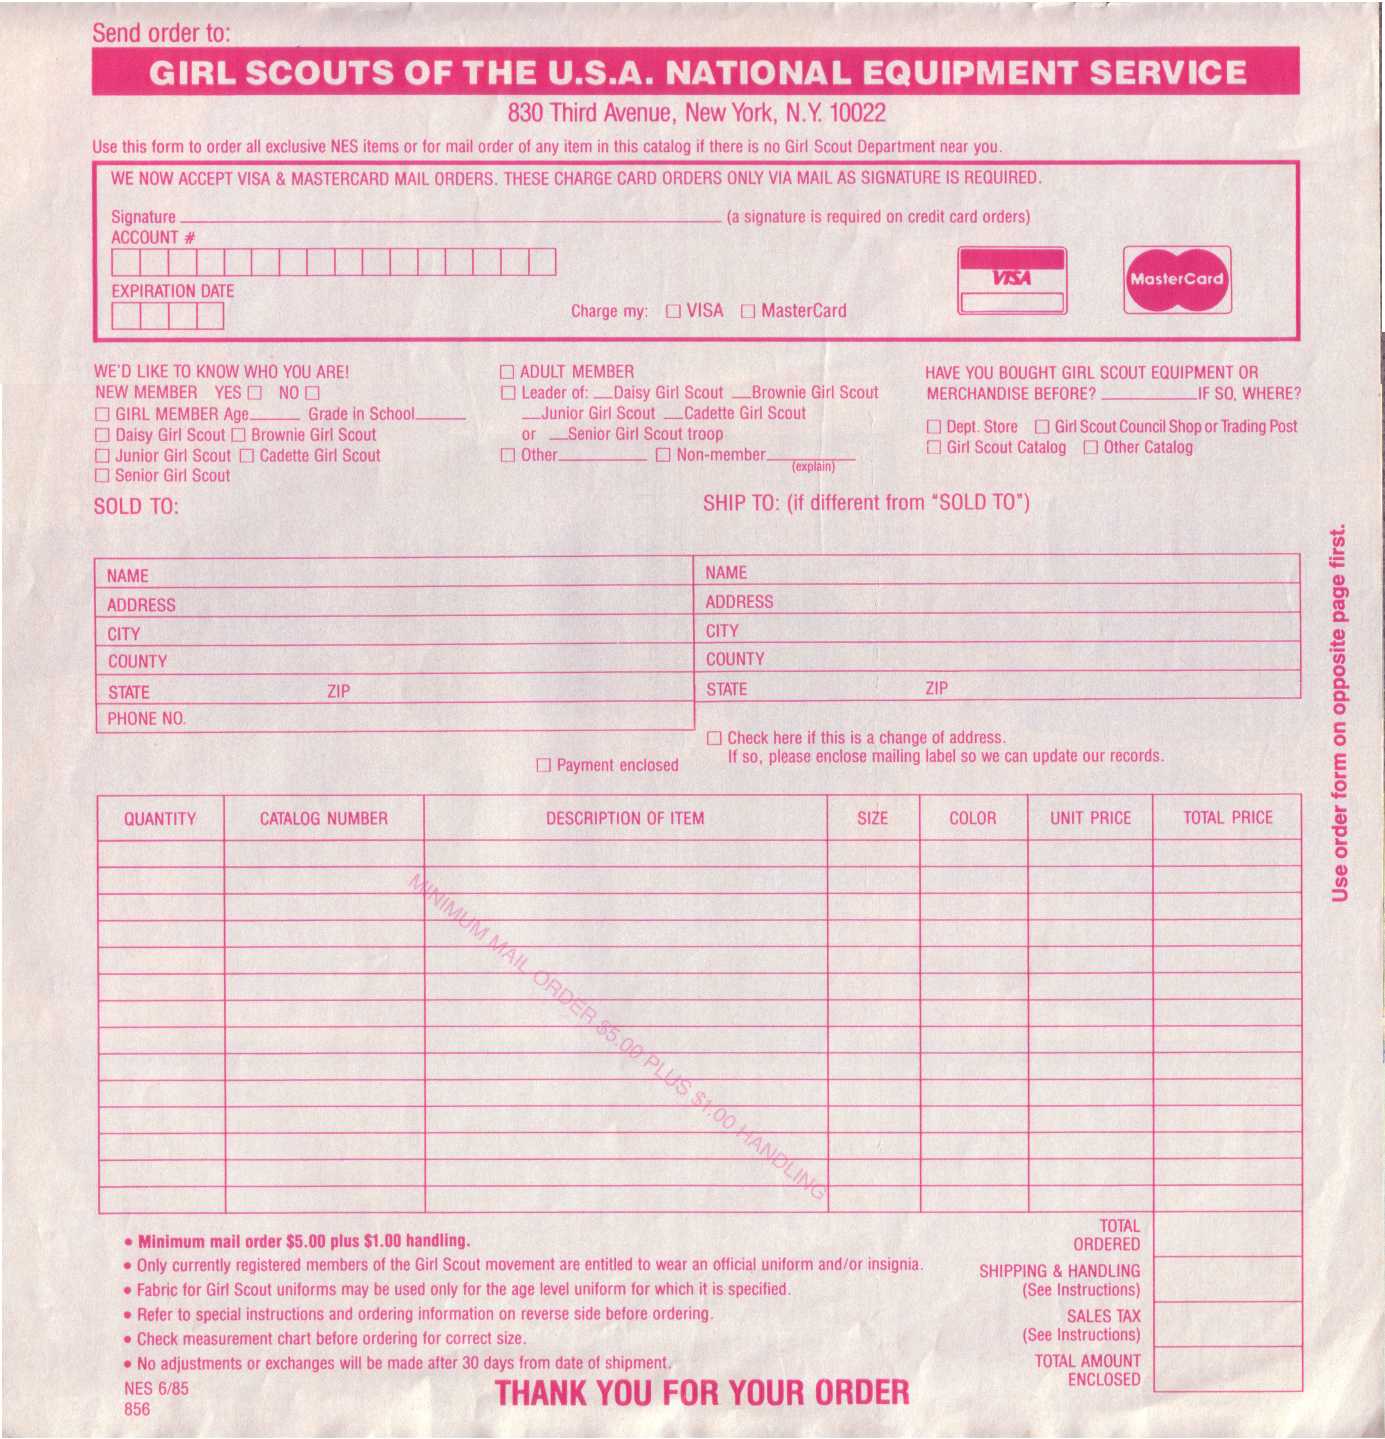 Send order to:
GIRL SCOUTS OF THE U.S.A. NATIONAL EQUIPMENT SERVICE
830 Third Avenue, New York, N.Y. 10022
Use this form to order all exclusive NES items or for mail order of any item in this catalog if there is no Girl Scout Department near you.
WE NOW ACCEPT VISA & MASTERCARD MAIL ORDERS. THESE CHARGE CARD ORDERS ONLY VIA MAIL AS SIGNATURE IS REQUIRED.
Signature (a signature is required on credit card orders)
ACCOUNT #
EXPIRATION DATE
Charge my: VISA MasterCard
VISA
MasterCard
WE'D LIKE TO KNOW WHO YOU ARE!
NEW MEMBER YES NO
GIRL MEMBER Age Grade in School
Daisy Girl Scout Brownie Girl Scout
Junior Girl Scout Cadette Girl Scout
Senior Girl Scout
ADULT MEMBER
Leader of: Daisy Girl Scout Brownie Girl Scout
Junior Girl Scout Cadette Girl Scout
or Senior Girl Scout troop
Other Non-member
(explain)
HAVE YOU BOUGHT GIRL SCOUT EQUIPMENT OR
MERCHANDISE BEFORE? IF SO, WHERE?
Dept. Store Girl Scout Council Shop or Trading Post
Girl Scout Catalog Other Catalog
SOLD TO:
NAME
ADDRESS
CITY
COUNTY
STATE ZIP
PHONE NO.
SHIP TO: (if different from "SOLD TO")
NAME
ADDRESS
CITY
COUNTY
STATE ZIP
Check here if this is a change of address.
If so, please enclose mailing label so we can update our records.
Payment enclosed
Use order form on opposite page first.
QUANTITY CATALOG NUMBER DESCRIPTION OF ITEM SIZE COLOR UNIT PRICE TOTAL PRICE
MINIMUM MAIL ORDER $5.00 PLUS $1.00 HANDLING
• Minimum mail order $5.00 plus $1.00 handling.
• Only currently registered members of the Girl Scout movement are entitled to wear an official uniform and/or insignia.
• Fabric for Girl Scout uniforms may be used only for the age level uniform for which it is specified.
• Refer to special instructions and ordering information on reverse side before ordering.
• Check measurement chart before ordering for correct size.
• No adjustments or exchanges will be made after 30 days from date of shipment.
TOTAL
ORDERED
SHIPPING & HANDLING
(See Instructions)
SALES TAX
(See Instructions)
TOTAL AMOUNT
ENCLOSED
NES 6/85
856
THANK YOU FOR YOUR ORDER